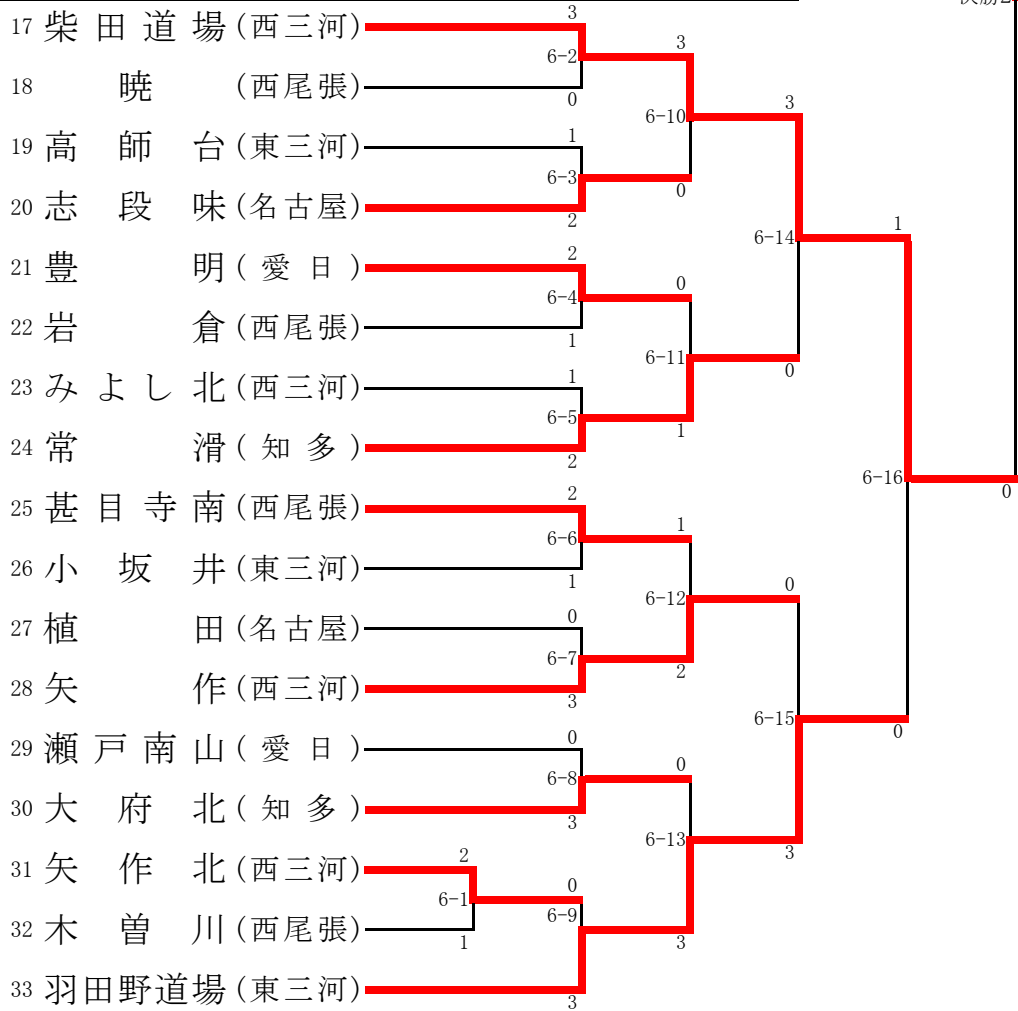 17 柴田道場 (西三河)
18 暁 (西尾張)
19 高師台 (東三河)
20 志段味 (名古屋)
21 豊明 (愛日)
22 岩倉 (西尾張)
23 みよし北 (西三河)
24 常滑 (知多)
25 甚目寺南 (西尾張)
26 小坂井 (東三河)
27 植田 (名古屋)
28 矢作 (西三河)
29 瀬戸南山 (愛日)
30 大府北 (知多)
31 矢作北 (西三河)
32 木曽川 (西尾張)
33 羽田野道場 (東三河)
2
6-1
1
3
6-2
0
1
6-3
2
2
6-4
1
1
6-5
2
2
6-6
1
0
6-7
3
0
6-8
3
0
6-9
3
3
6-10
0
0
6-11
1
1
6-12
2
0
6-13
3
3
6-14
0
0
6-15
3
1
6-16
0
0